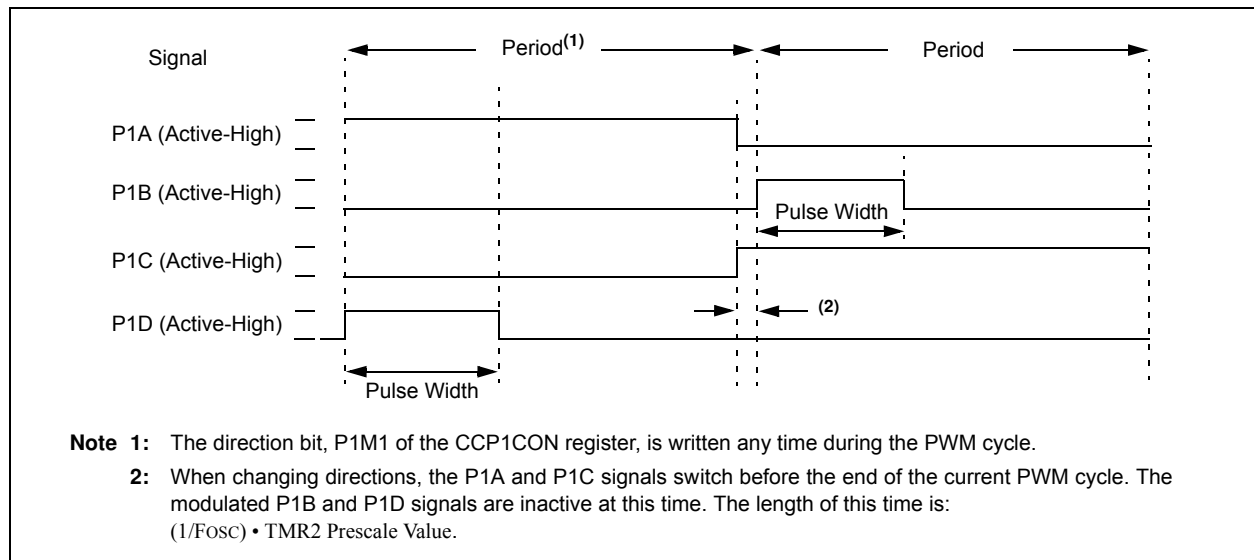 Signal
Period(1)
Period
P1A (Active-High)
P1B (Active-High)
Pulse Width
P1C (Active-High)
(2)
P1D (Active-High)
Pulse Width
Note 1: The direction bit, P1M1 of the CCP1CON register, is written any time during the PWM cycle.
2: When changing directions, the P1A and P1C signals switch before the end of the current PWM cycle. The
modulated P1B and P1D signals are inactive at this time. The length of this time is:
(1/FOSC) • TMR2 Prescale Value.